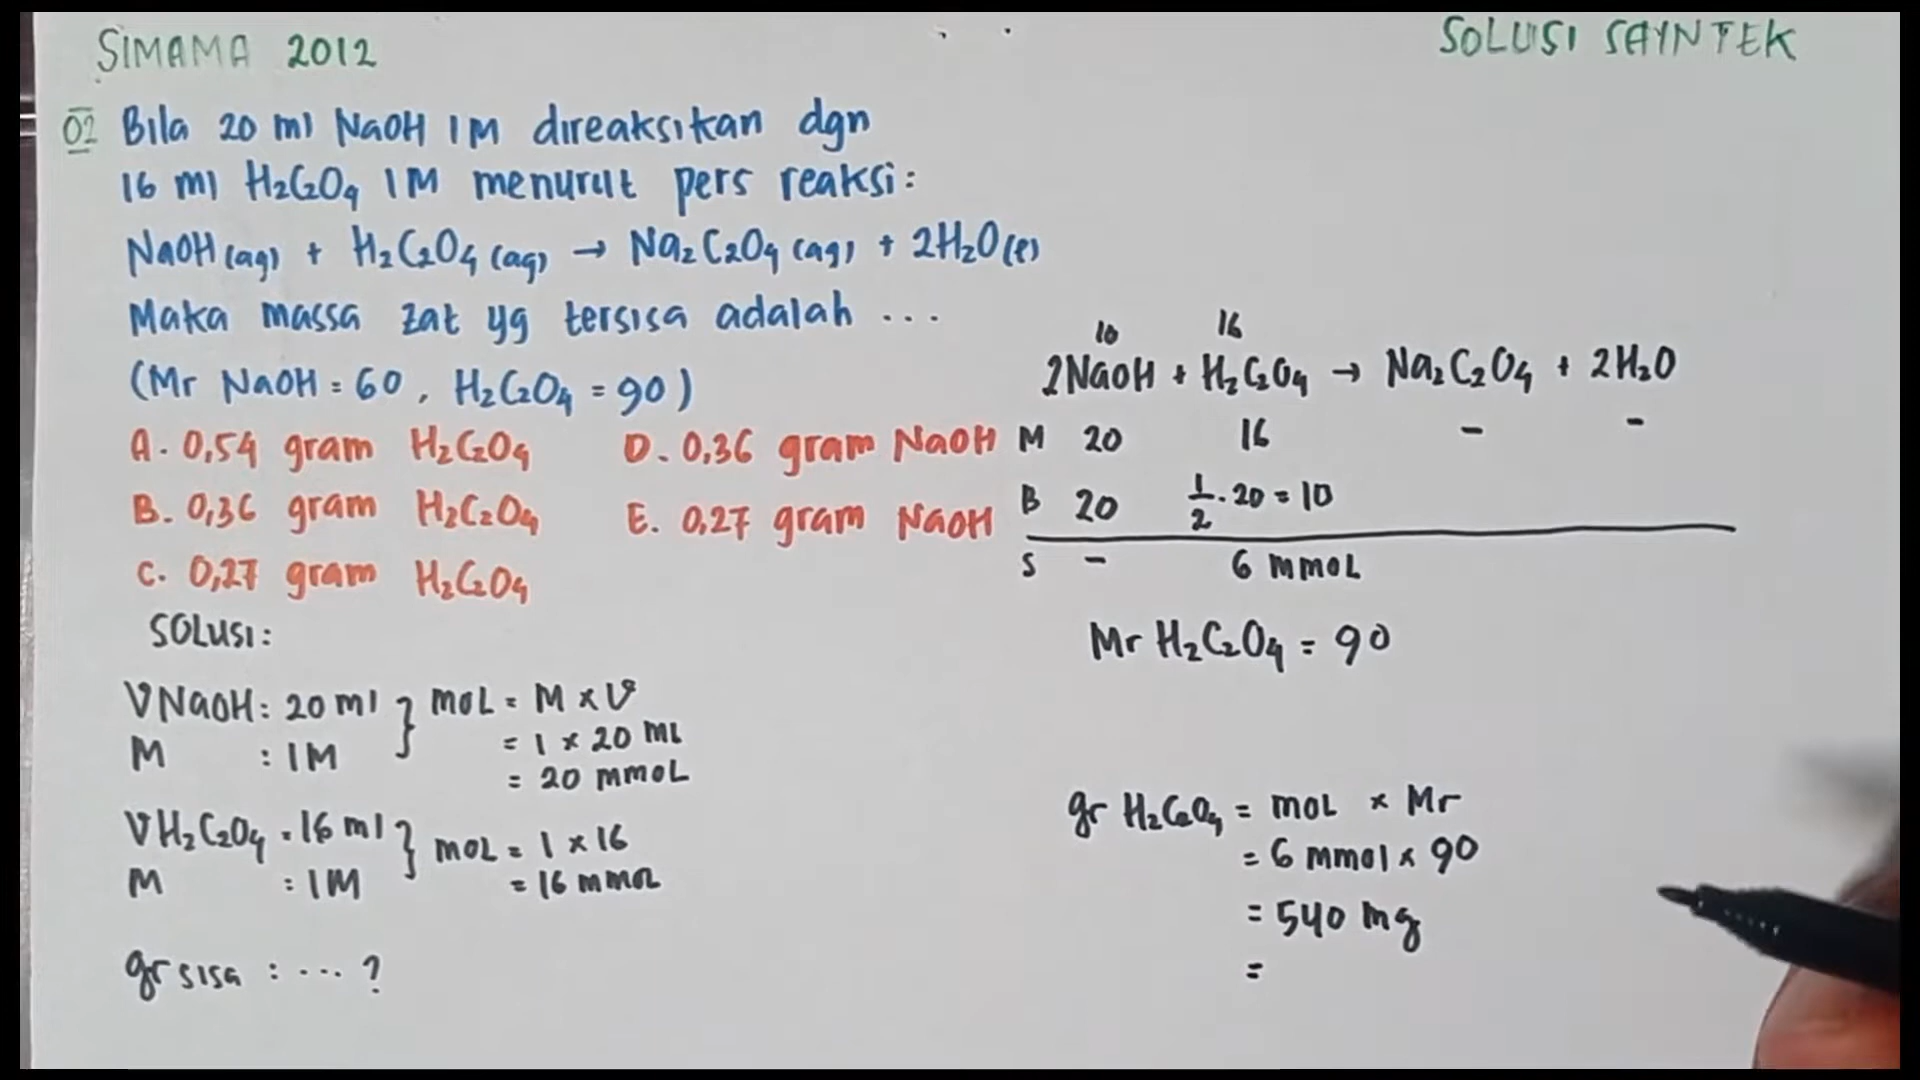 SIMAMA 2012
SOLUSI SAYNTEK
02 Bila 20 ml NaOH 1M direaksikan dgn
16 ml H₂C₂O₄ 1M menurut pers reaksi:
NaOH (aq) + H₂C₂O₄ (aq) → Na₂C₂O₄ (aq) + 2H₂O (l)
Maka massa zat yg tersisa adalah ...
(Mr NaOH = 60, H₂C₂O₄ = 90)
A. 0,54 gram H₂C₂O₄
B. 0,36 gram H₂C₂O₄
C. 0,27 gram H₂C₂O₄
D. 0,36 gram NaOH
E. 0,27 gram NaOH
SOLUSI:
V NaOH : 20 ml } mol = M x V
M : 1M = 1 x 20 ml
= 20 mmol
V H₂C₂O₄ = 16 ml } mol = 1 x 16
M : 1M = 16 mmol
gr sisa : ... ?
10 16
2NaOH + H₂C₂O₄ → Na₂C₂O₄ + 2H₂O
M 20 16 - -
B 20 1/2 . 20 = 10
S - 6 mmol
Mr H₂C₂O₄ = 90
gr H₂C₂O₄ = mol x Mr
= 6 mmol x 90
= 540 mg
=